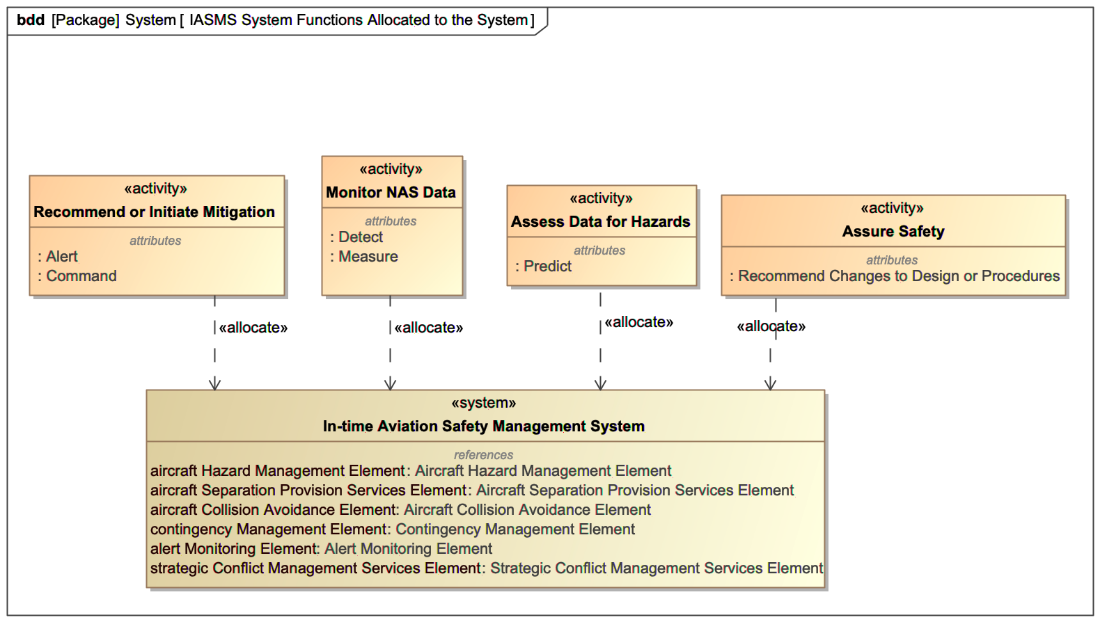 bdd [Package] System [ IASMS System Functions Allocated to the System ]
«activity»
Recommend or Initiate Mitigation
attributes
: Alert
: Command
«activity»
Monitor NAS Data
attributes
: Detect
: Measure
«activity»
Assess Data for Hazards
attributes
: Predict
«activity»
Assure Safety
attributes
: Recommend Changes to Design or Procedures
«allocate»
«allocate»
«allocate»
«allocate»
«system»
In-time Aviation Safety Management System
references
aircraft Hazard Management Element : Aircraft Hazard Management Element
aircraft Separation Provision Services Element : Aircraft Separation Provision Services Element
aircraft Collision Avoidance Element : Aircraft Collision Avoidance Element
contingency Management Element : Contingency Management Element
alert Monitoring Element : Alert Monitoring Element
strategic Conflict Management Services Element : Strategic Conflict Management Services Element